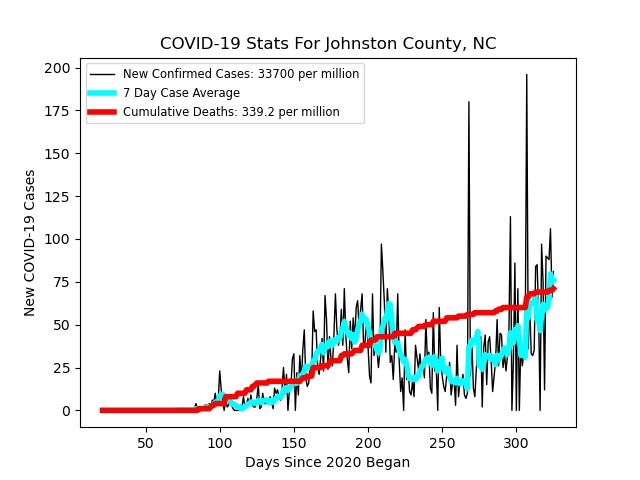 COVID-19 Stats For Johnston County, NC
New Confirmed Cases: 33700 per million
7 Day Case Average
Cumulative Deaths: 339.2 per million
200
175
150
125
100
75
50
25
0
New COVID-19 Cases
50 100 150 200 250 300
Days Since 2020 Began